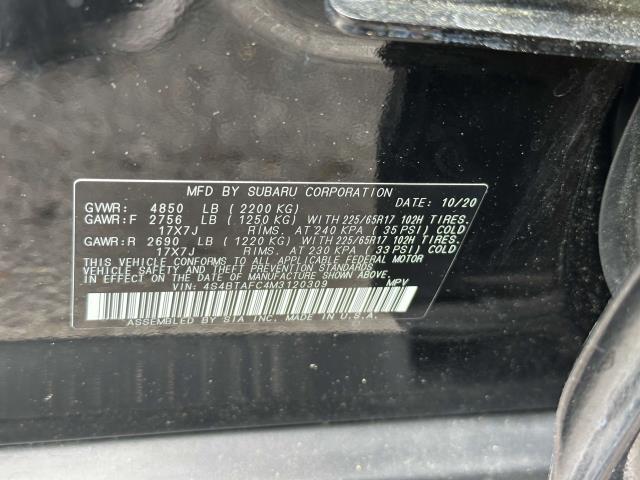 MFD BY SUBARU CORPORATION DATE: 10/20
GVWR: 4850 LB ( 2200 KG)
GAWR:F 2756 LB ( 1250 KG) WITH 225/65R17 102H TIRES.
17X7J RIMS. AT 240 KPA ( 35 PSI) COLD
GAWR:R 2690 LB ( 1220 KG) WITH 225/65R17 102H TIRES.
17X7J RIMS. AT 230 KPA ( 33 PSI) COLD
THIS VEHICLE CONFORMS TO ALL APPLICABLE FEDERAL MOTOR
VEHICLE SAFETY, BUMPER, AND THEFT PREVENTION STANDARDS
IN EFFECT ON THE DATE OF MANUFACTURE SHOWN ABOVE.
VIN: 4S4BTAFC4M3120309 MPV
ASSEMBLED BY SIA INC. MADE IN U.S.A.